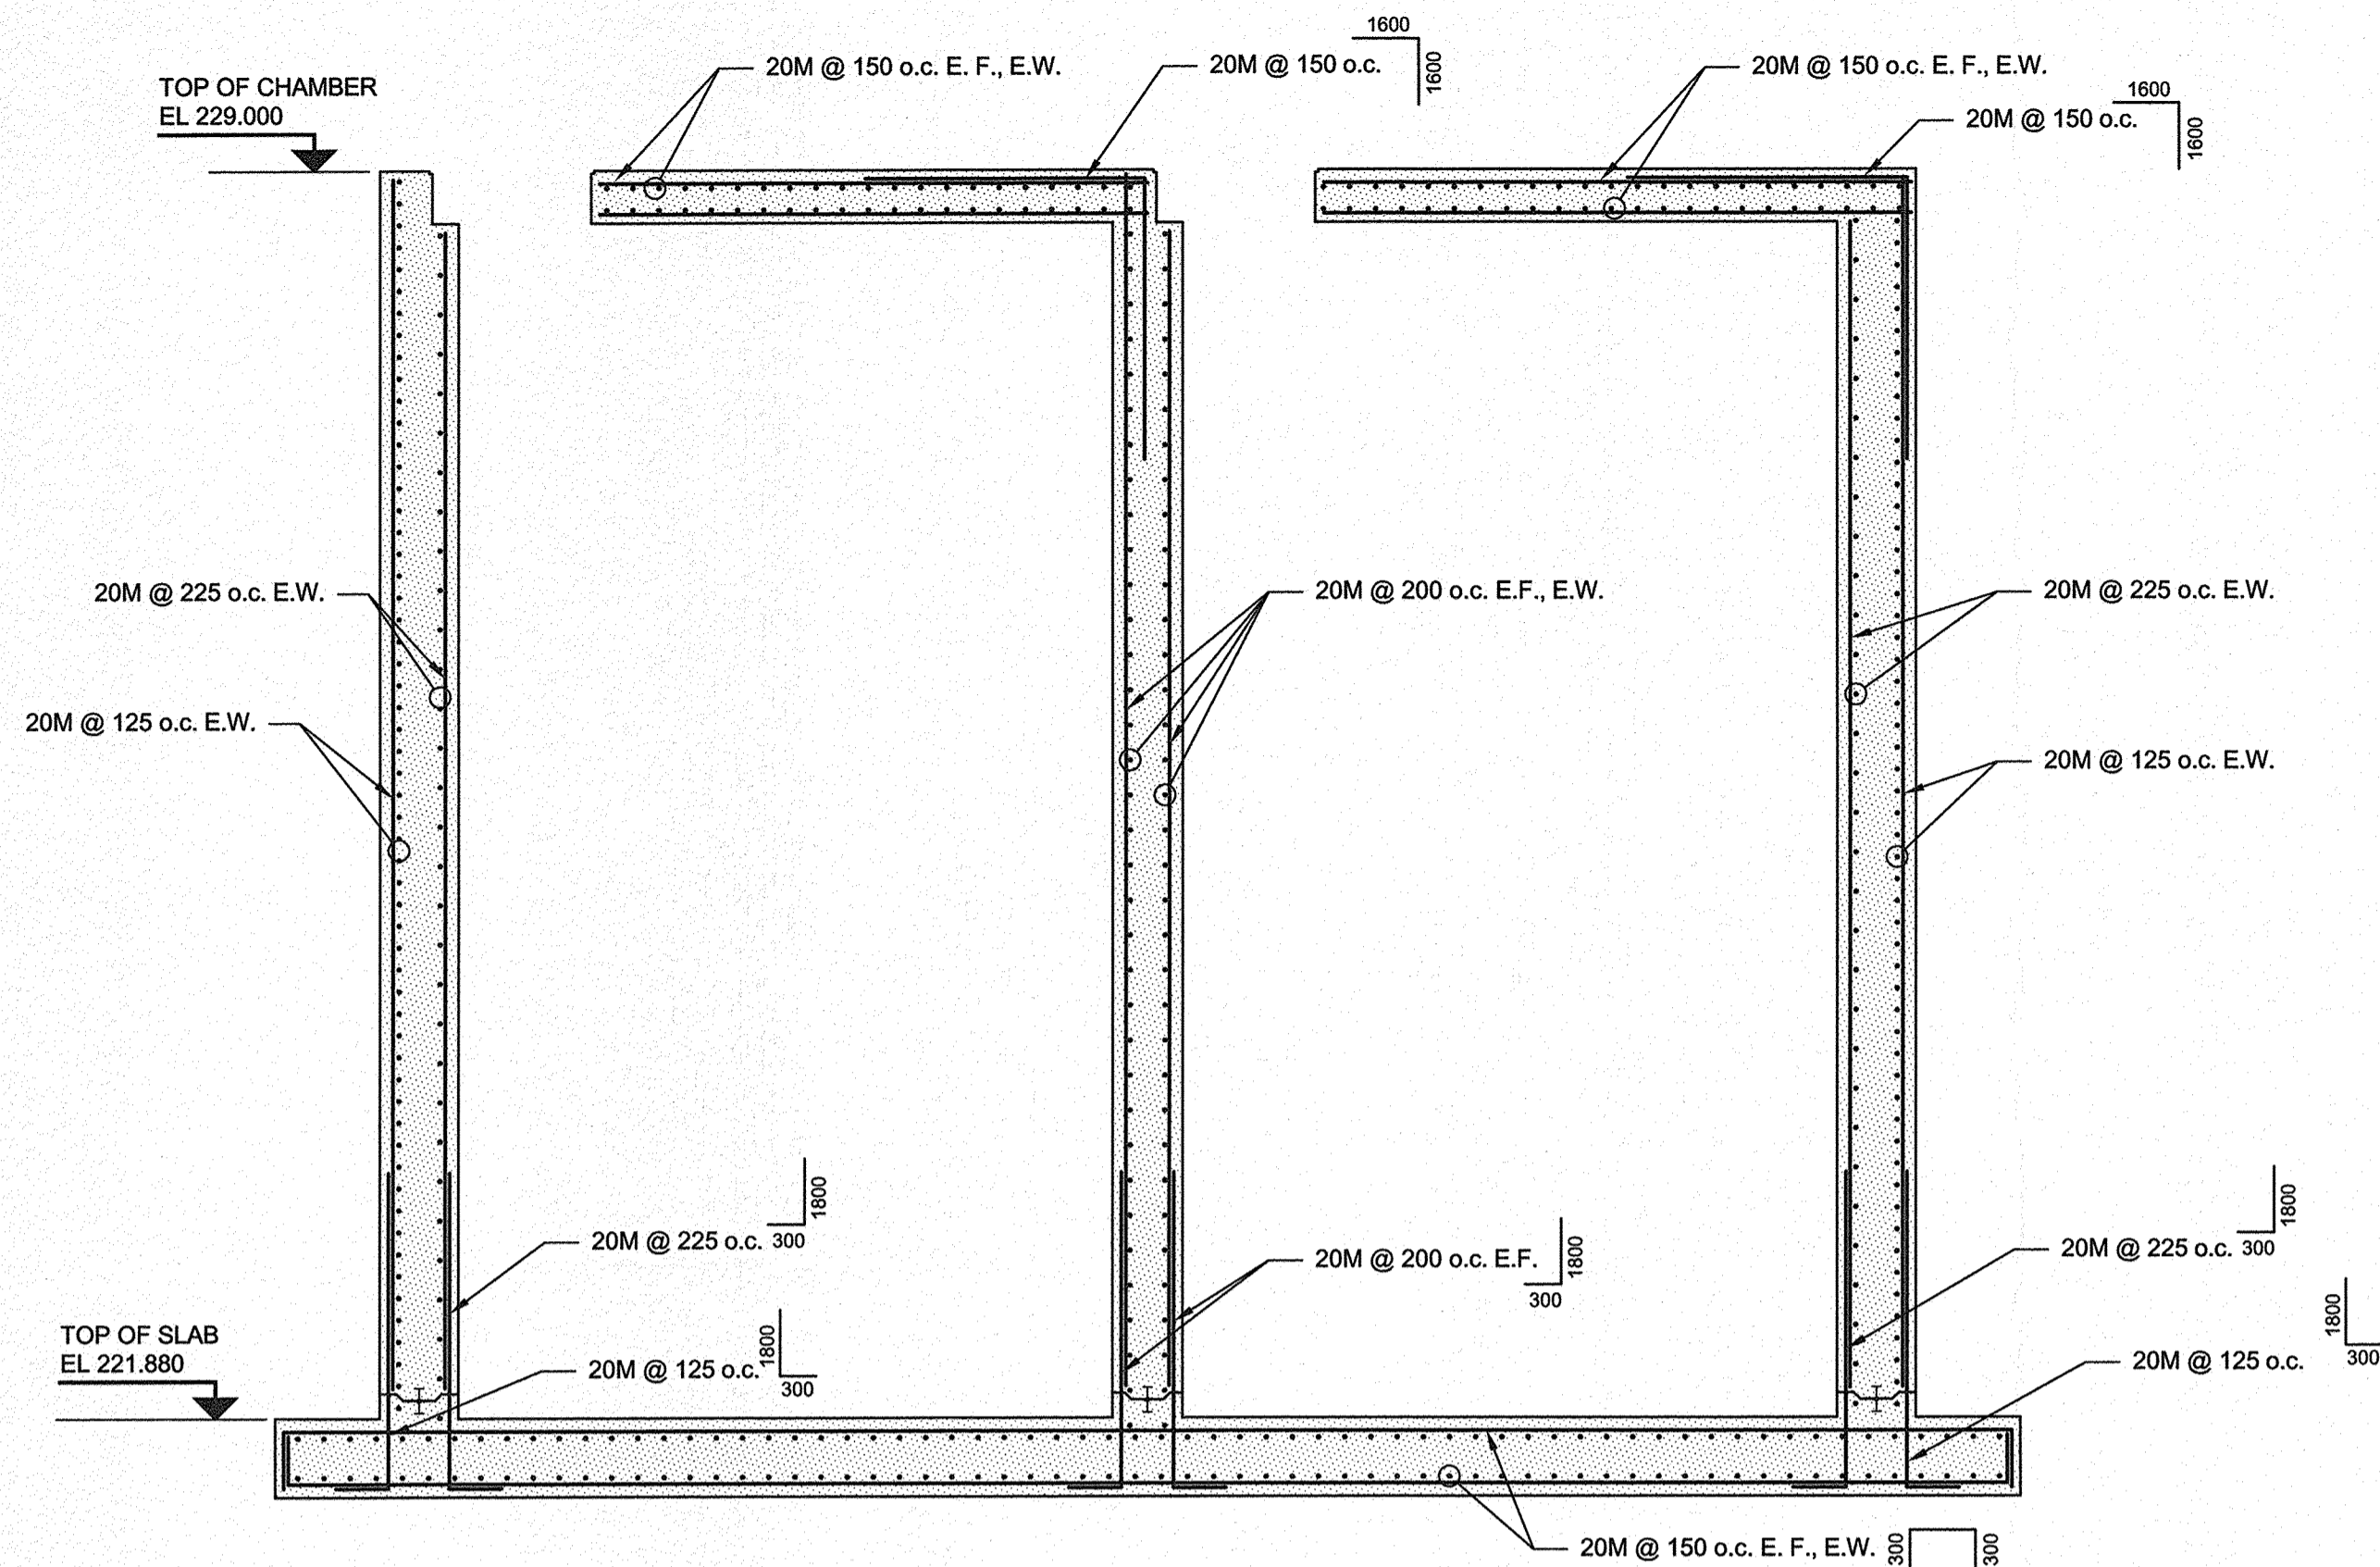 1600
20M @ 150 o.c. E. F., E.W.
20M @ 150 o.c.
1600
20M @ 150 o.c. E. F., E.W.
1600
20M @ 150 o.c.
1600
TOP OF CHAMBER
EL 229.000
20M @ 225 o.c. E.W.
20M @ 200 o.c. E.F., E.W.
20M @ 225 o.c. E.W.
20M @ 125 o.c. E.W.
20M @ 125 o.c. E.W.
1800
20M @ 225 o.c. 300
1800
20M @ 200 o.c. E.F.
300
1800
20M @ 225 o.c. 300
TOP OF SLAB
EL 221.880
1800
20M @ 125 o.c.
300
1800
20M @ 125 o.c.
300
20M @ 150 o.c. E. F., E.W.
300
300